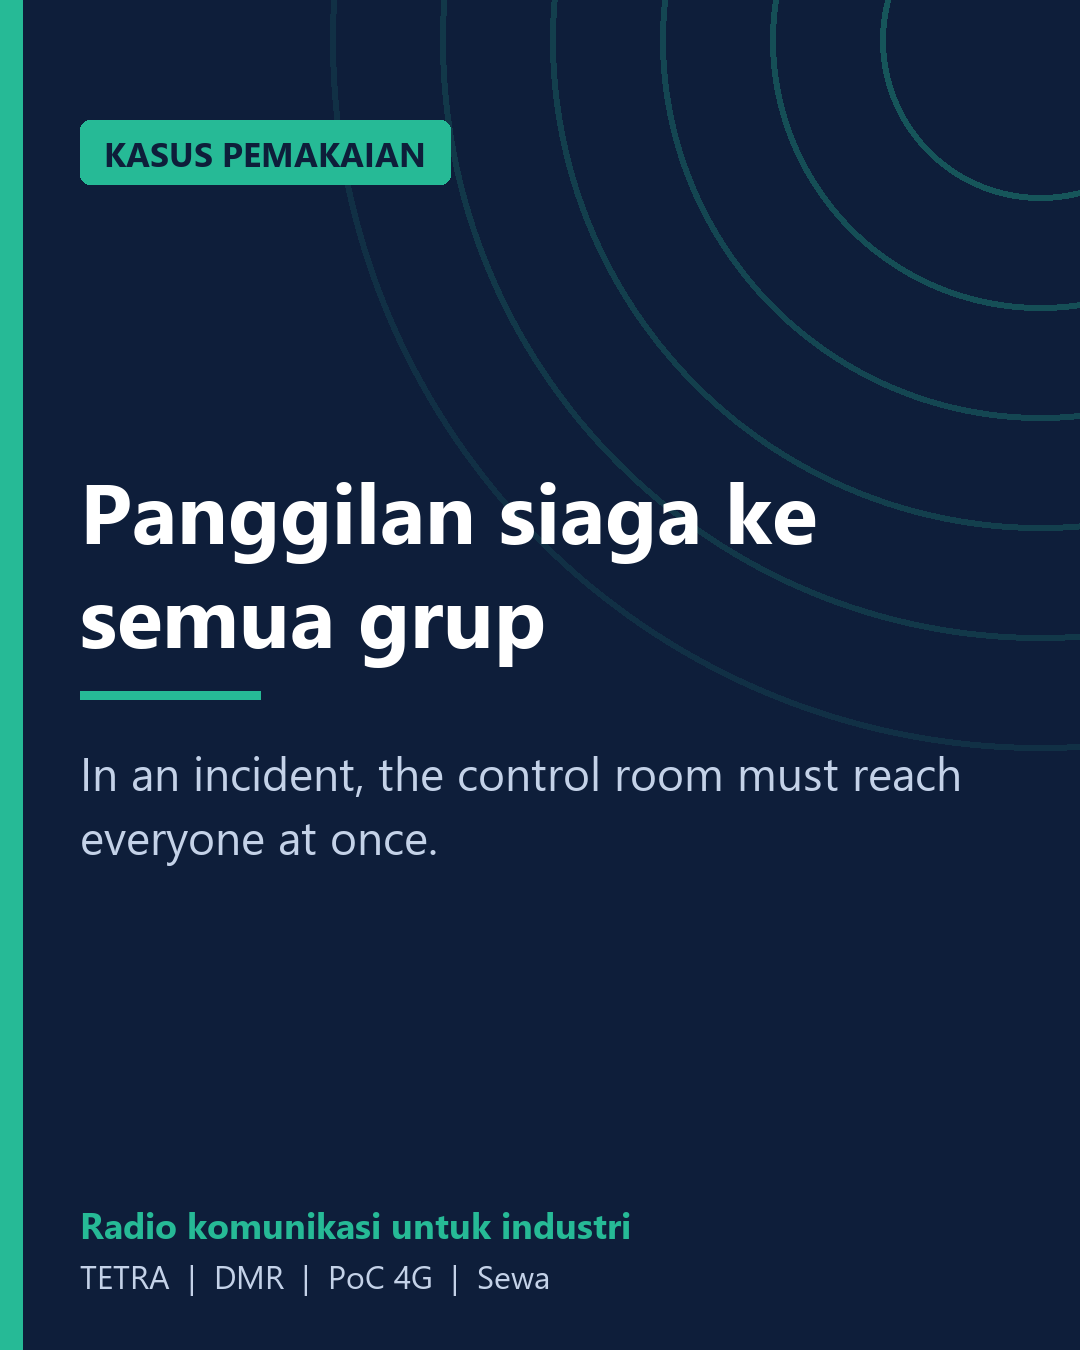 KASUS PEMAKAIAN
Panggilan siaga ke
semua grup
In an incident, the control room must reach
everyone at once.
Radio komunikasi untuk industri
TETRA | DMR | PoC 4G | Sewa